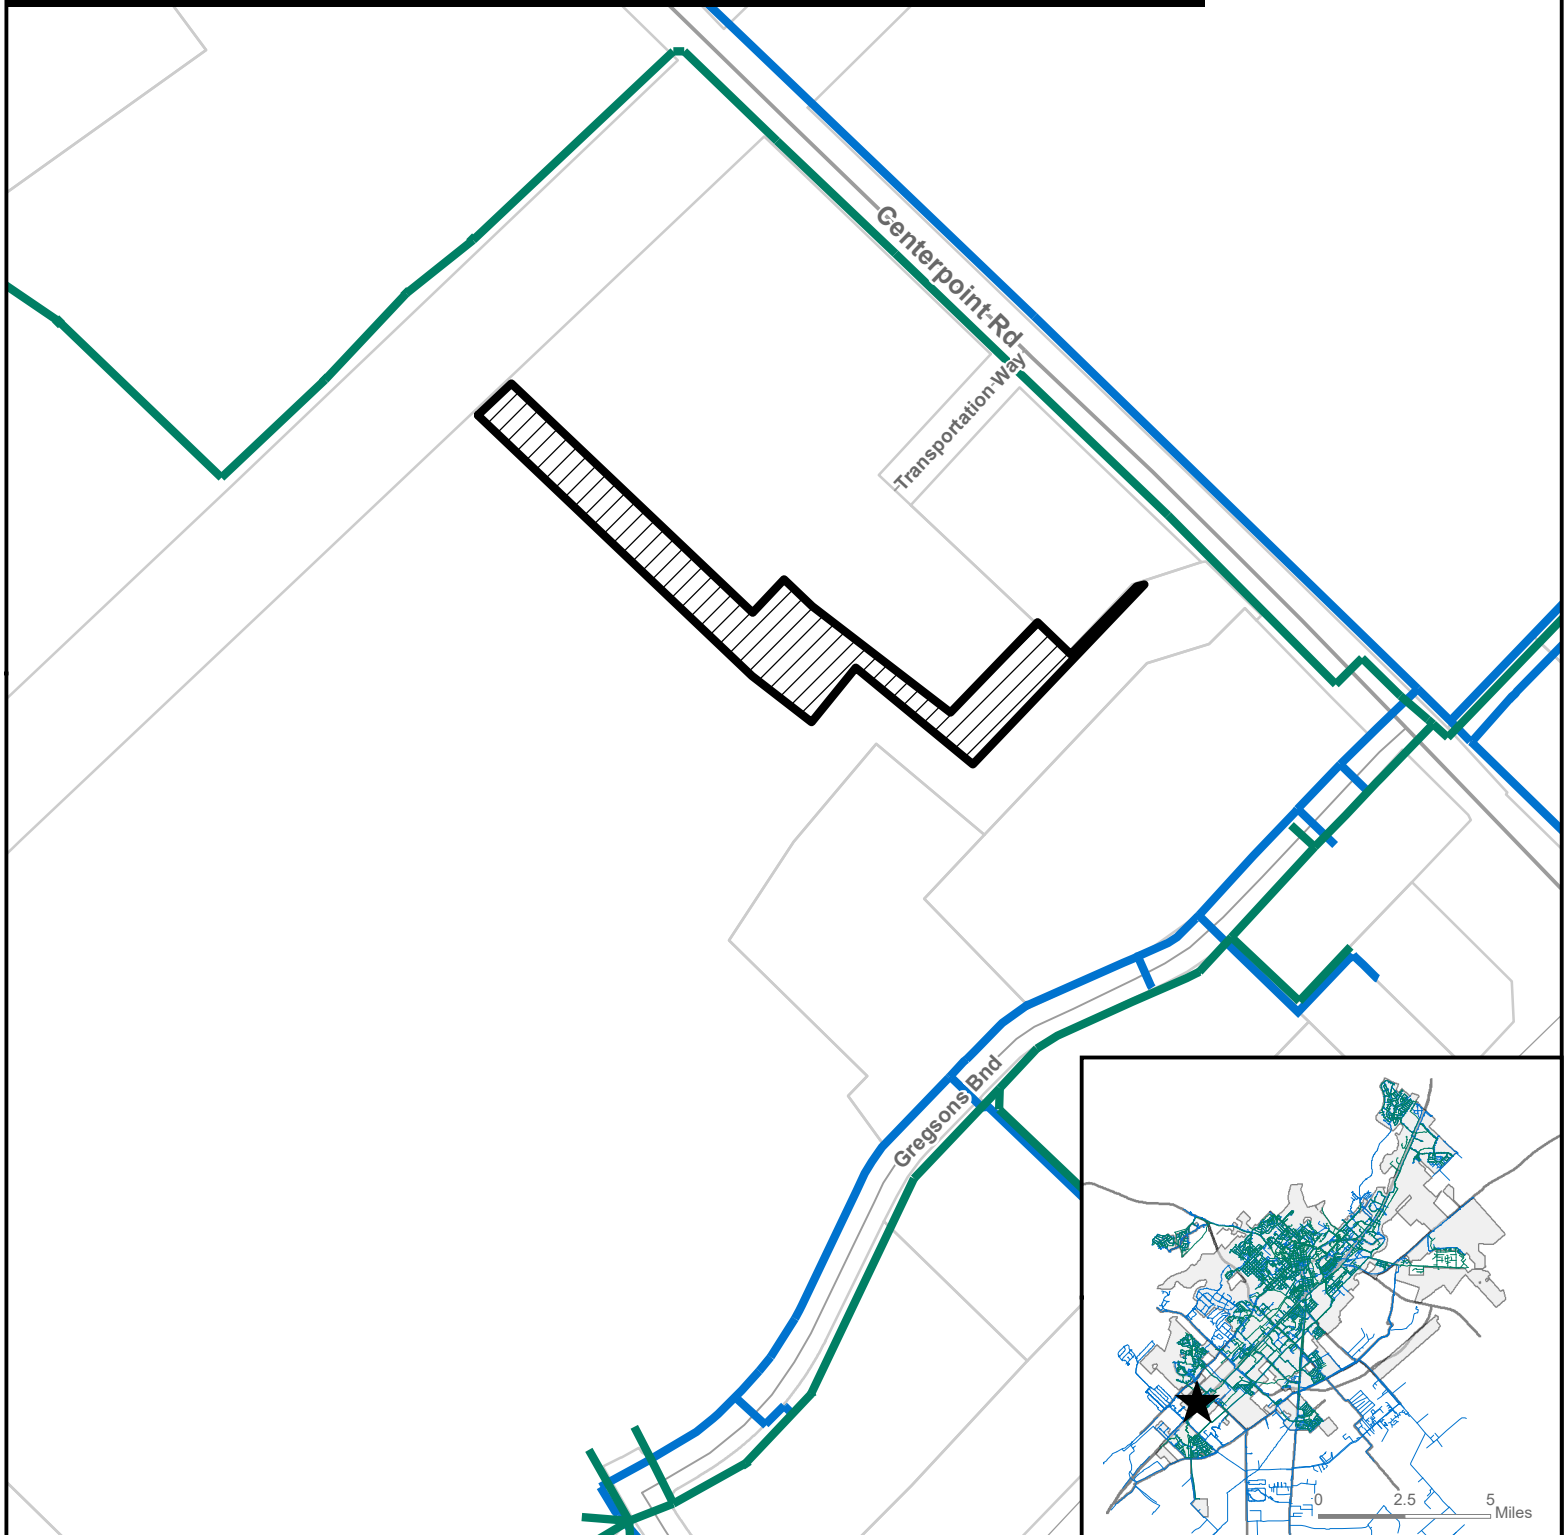 Centerpoint Rd
Transportation Way
Gregsons Bnd
0 2.5 5
Miles